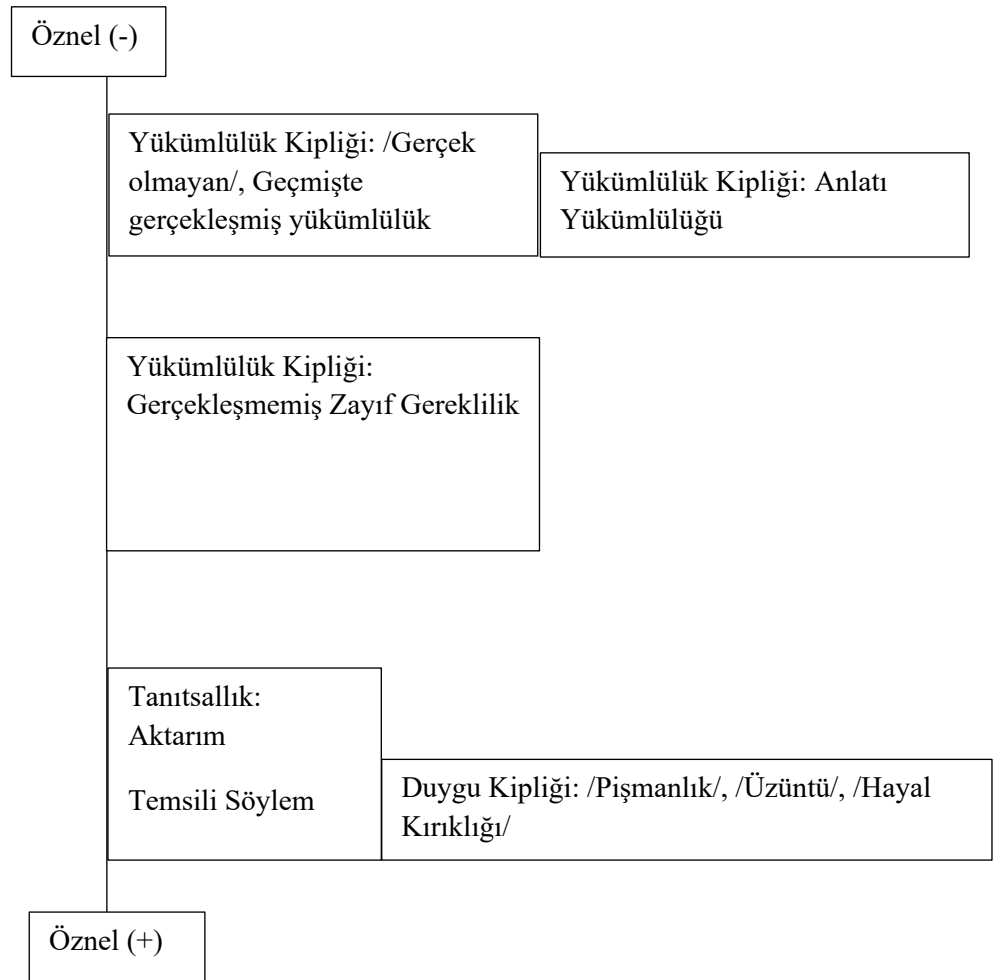 Öznel (-)
Yükümlülük Kipliği: /Gerçek
olmayan/, Geçmişte
gerçekleşmiş yükümlülük
Yükümlülük Kipliği: Anlatı
Yükümlülüğü
Yükümlülük Kipliği:
Gerçekleşmemiş Zayıf Gereklilik
Tanıtsallık:
Aktarım
Temsili Söylem
Duygu Kipliği: /Pişmanlık/, /Üzüntü/, /Hayal
Kırıklığı/
Öznel (+)